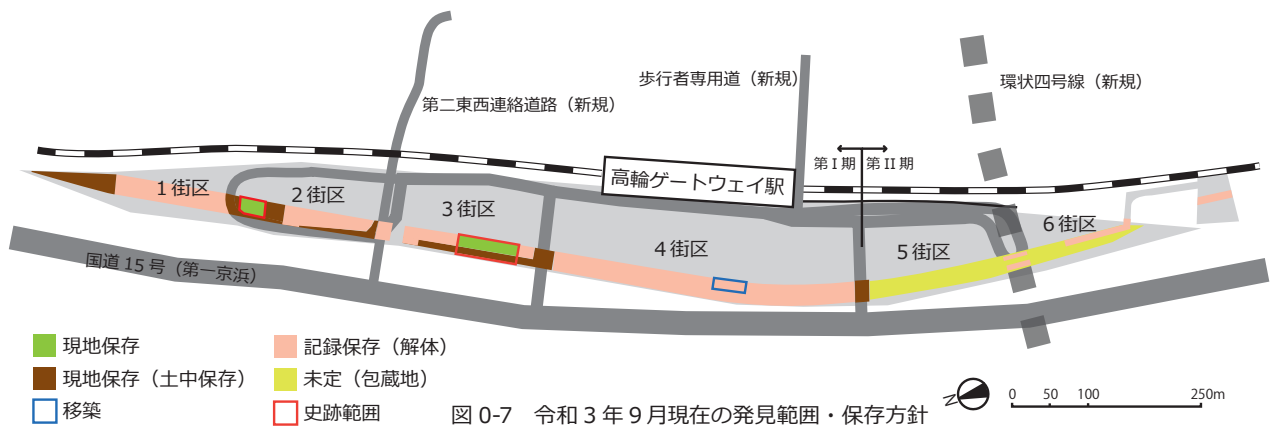 歩行者専用道（新規）
環状四号線（新規）
第二東西連絡道路（新規）
第Ⅰ期
第Ⅱ期
高輪ゲートウェイ駅
1街区
2街区
3街区
4街区
5街区
6街区
国道15号（第一京浜）
現地保存
記録保存（解体）
現地保存（土中保存）
未定（包蔵地）
移築
史跡範囲
図 0-7　令和 3 年 9 月現在の発見範囲・保存方針
N
0 50 100 250m